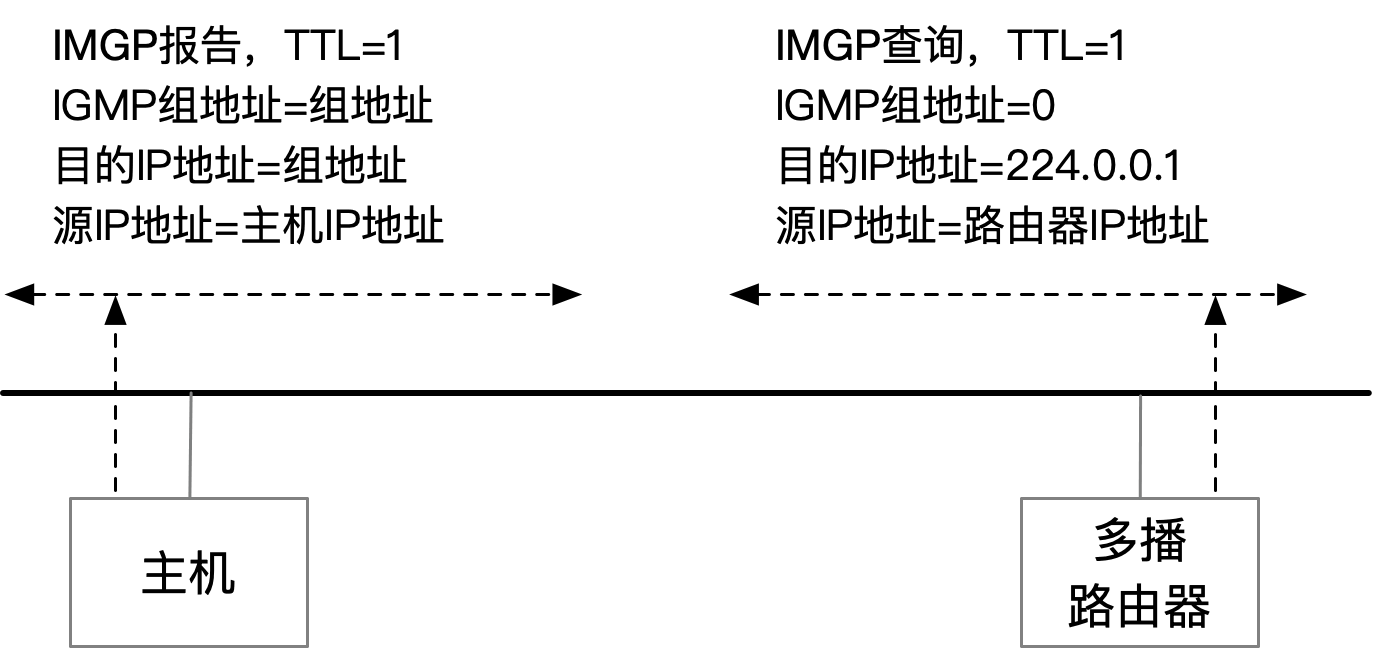 IMGP报告，TTL=1
IGMP组地址=组地址
目的IP地址=组地址
源IP地址=主机IP地址
IMGP查询，TTL=1
IGMP组地址=0
目的IP地址=224.0.0.1
源IP地址=路由器IP地址
主机
多播
路由器